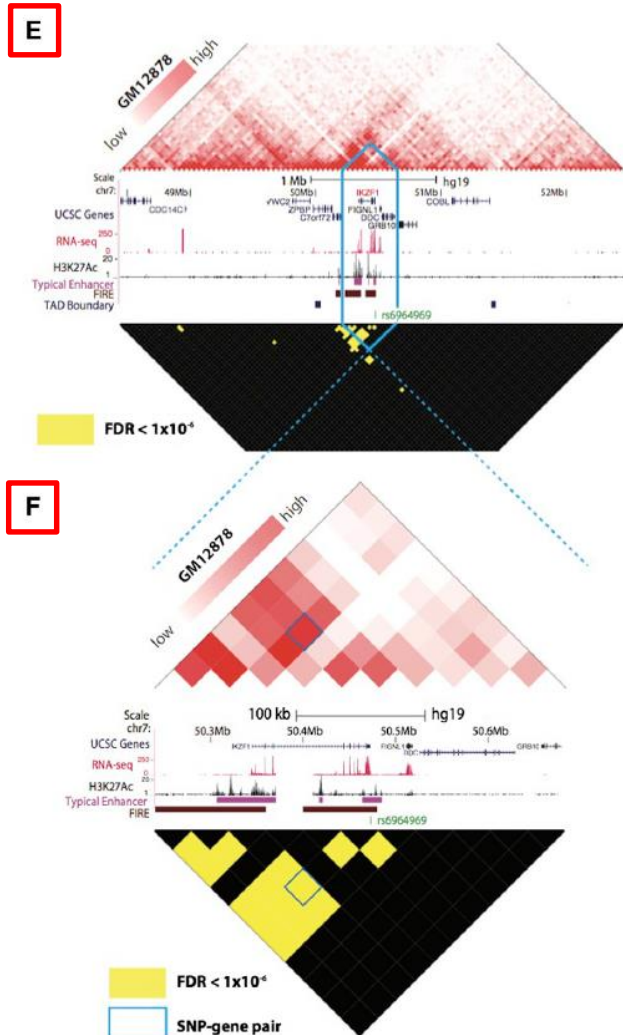 E
GM12878
high
low
Scale
1 Mb
hg19
chr7:
49Mb
50Mb
IKZF1
51Mb
52Mb
CDC14C
VWC2
ZPBP
C7orf72
FIGNL1
DDC
GRB10
COBL
UCSC Genes
RNA-seq
250
0
H3K27Ac
20
1
Typical Enhancer
FIRE
TAD Boundary
rs6964969
FDR < 1x10⁻⁶
F
GM12878
high
low
Scale
100 kb
hg19
chr7:
50.3Mb
50.4Mb
50.5Mb
50.6Mb
UCSC Genes
IKZF1
FIGNL1
DDC
GRB10
RNA-seq
250
0
H3K27Ac
20
1
Typical Enhancer
FIRE
rs6964969
FDR < 1x10⁻⁶
SNP-gene pair